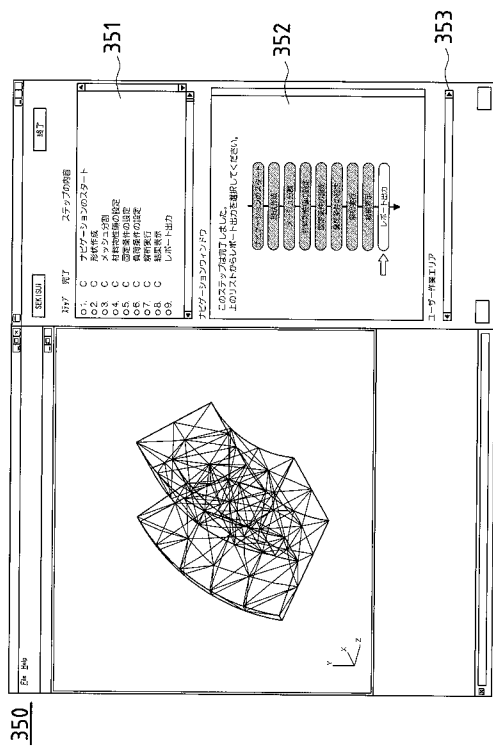 350
File Help
Y
X
Z
SEKISUI
終了
ステップ 完了 ステップの内容
○1. C ナビゲーションのスタート
○2. C 形状作成
○3. C メッシュ分割
○4. C 材料物性値の設定
○5. C 固定条件の設定
○6. C 負荷条件の設定
○7. C 解析実行
○8. C 結果表示
○9. レポート出力
351
ナビゲーションウィンドウ
このステップは完了しました。
上のリストからレポート出力を選択してください。
ナビゲーションのスタート
形状作成
メッシュ分割
材料物性値の設定
固定条件の設定
負荷条件の設定
解析実行
結果表示
レポート出力
352
ユーザー作業エリア
353